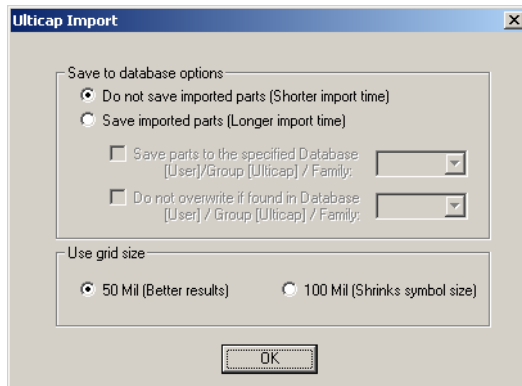 Ulticap Import
Save to database options
Do not save imported parts (Shorter import time)
Save imported parts (Longer import time)
Save parts to the specified Database
[User]/Group [Ulticap] / Family:
Do not overwrite if found in Database
[User] / Group [Ulticap] / Family:
Use grid size
50 Mil (Better results)
100 Mil (Shrinks symbol size)
OK